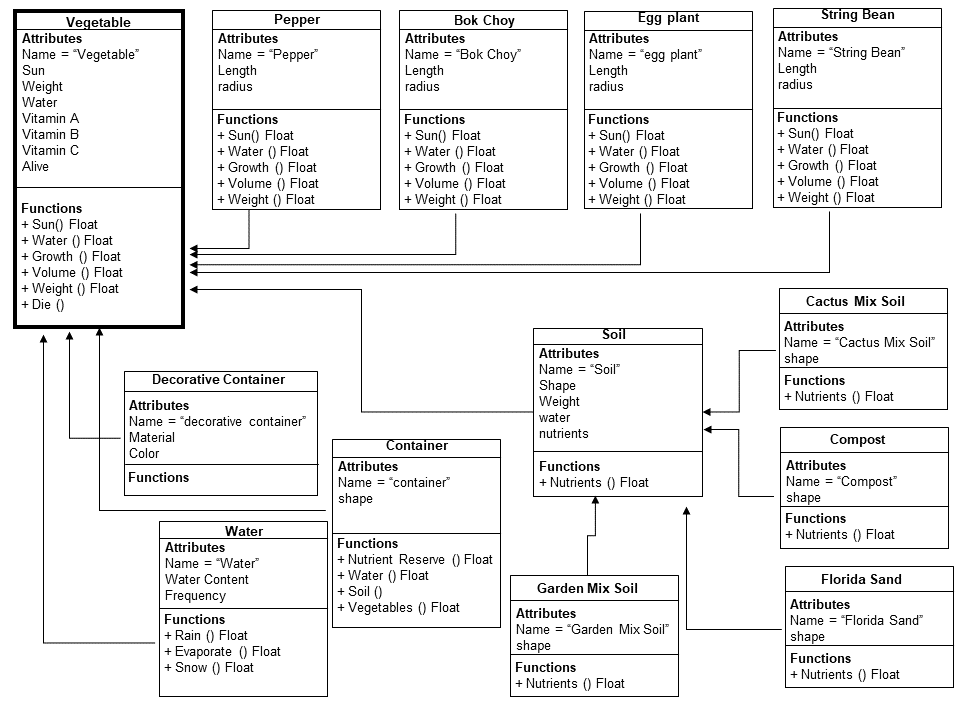 Vegetable
Attributes
Name = “Vegetable”
Sun
Weight
Water
Vitamin A
Vitamin B
Vitamin C
Alive
Functions
+ Sun() Float
+ Water () Float
+ Growth () Float
+ Volume () Float
+ Weight () Float
+ Die ()
Pepper
Attributes
Name = “Pepper”
Length
radius
Functions
+ Sun() Float
+ Water () Float
+ Growth () Float
+ Volume () Float
+ Weight () Float
Bok Choy
Attributes
Name = “Bok Choy”
Length
radius
Functions
+ Sun() Float
+ Water () Float
+ Growth () Float
+ Volume () Float
+ Weight () Float
Egg plant
Attributes
Name = “egg plant”
Length
radius
Functions
+ Sun() Float
+ Water () Float
+ Growth () Float
+ Volume () Float
+ Weight () Float
String Bean
Attributes
Name = “String Bean”
Length
radius
Functions
+ Sun() Float
+ Water () Float
+ Growth () Float
+ Volume () Float
+ Weight () Float
Decorative Container
Attributes
Name = “decorative container”
Material
Color
Functions
Container
Attributes
Name = “container”
shape
Functions
+ Nutrient Reserve () Float
+ Water () Float
+ Soil ()
+ Vegetables () Float
Water
Attributes
Name = “Water”
Water Content
Frequency
Functions
+ Rain () Float
+ Evaporate () Float
+ Snow () Float
Soil
Attributes
Name = “Soil”
Shape
Weight
water
nutrients
Functions
+ Nutrients () Float
Cactus Mix Soil
Attributes
Name = “Cactus Mix Soil”
shape
Functions
+ Nutrients () Float
Compost
Attributes
Name = “Compost”
shape
Functions
+ Nutrients () Float
Garden Mix Soil
Attributes
Name = “Garden Mix Soil”
shape
Functions
+ Nutrients () Float
Florida Sand
Attributes
Name = “Florida Sand”
shape
Functions
+ Nutrients () Float